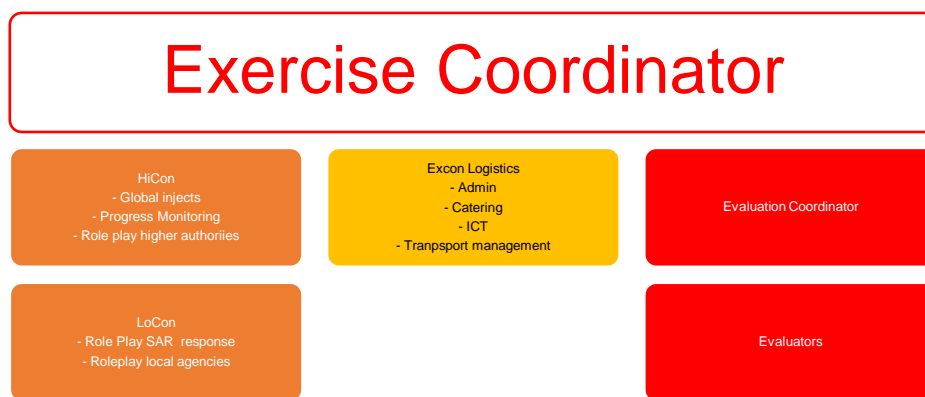 Exercise Coordinator
HiCon
- Global injects
- Progress Monitoring
- Role play higher authoriies
Excon Logistics
- Admin
- Catering
- ICT
- Tranpsport management
Evaluation Coordinator
LoCon
- Role Play SAR  response
- Roleplay local agencies
Evaluators